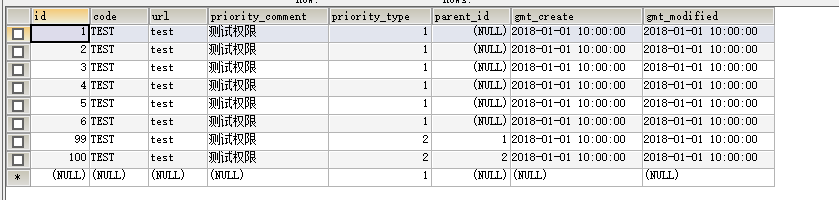 id code url priority_comment priority_type parent_id gmt_create gmt_modified
1 TEST test 测试权限 1 (NULL) 2018-01-01 10:00:00 2018-01-01 10:00:00
2 TEST test 测试权限 1 (NULL) 2018-01-01 10:00:00 2018-01-01 10:00:00
3 TEST test 测试权限 1 (NULL) 2018-01-01 10:00:00 2018-01-01 10:00:00
4 TEST test 测试权限 1 (NULL) 2018-01-01 10:00:00 2018-01-01 10:00:00
5 TEST test 测试权限 1 (NULL) 2018-01-01 10:00:00 2018-01-01 10:00:00
6 TEST test 测试权限 1 (NULL) 2018-01-01 10:00:00 2018-01-01 10:00:00
99 TEST test 测试权限 2 1 2018-01-01 10:00:00 2018-01-01 10:00:00
100 TEST test 测试权限 2 2 2018-01-01 10:00:00 2018-01-01 10:00:00
* (NULL) (NULL) (NULL) (NULL) 1 (NULL) (NULL) (NULL)